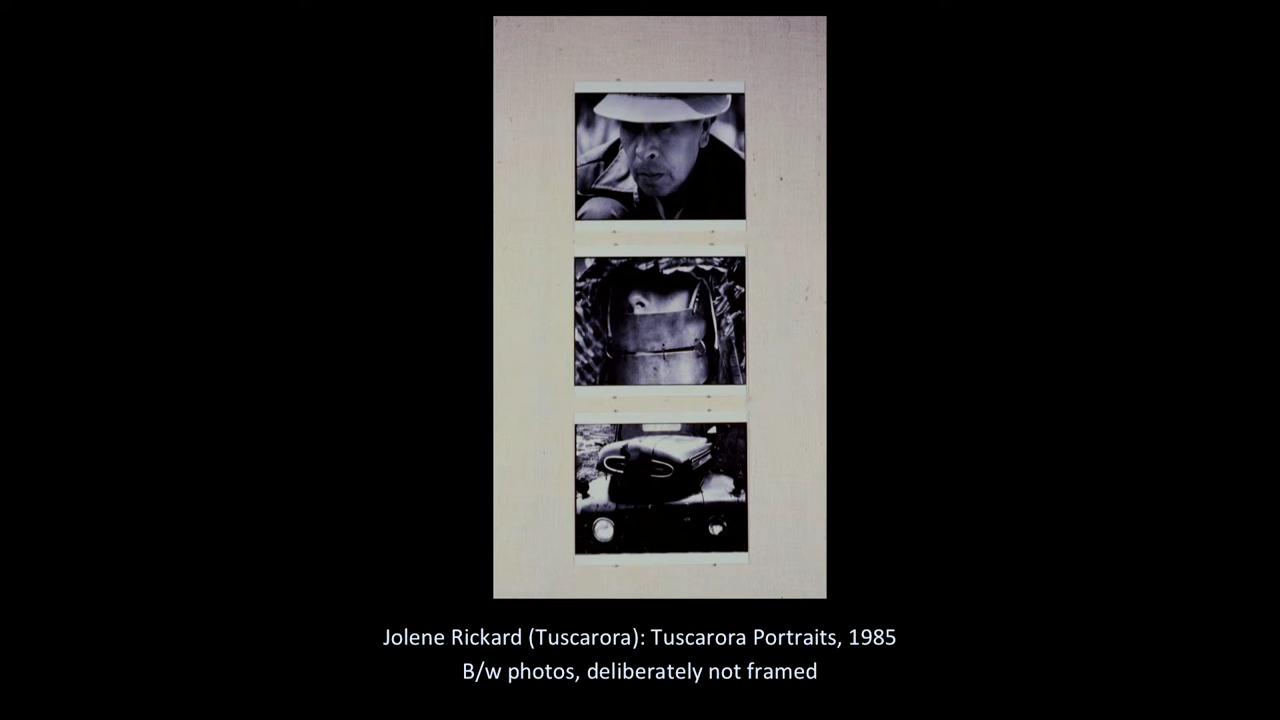 Jolene Rickard (Tuscarora): Tuscarora Portraits, 1985
B/w photos, deliberately not framed